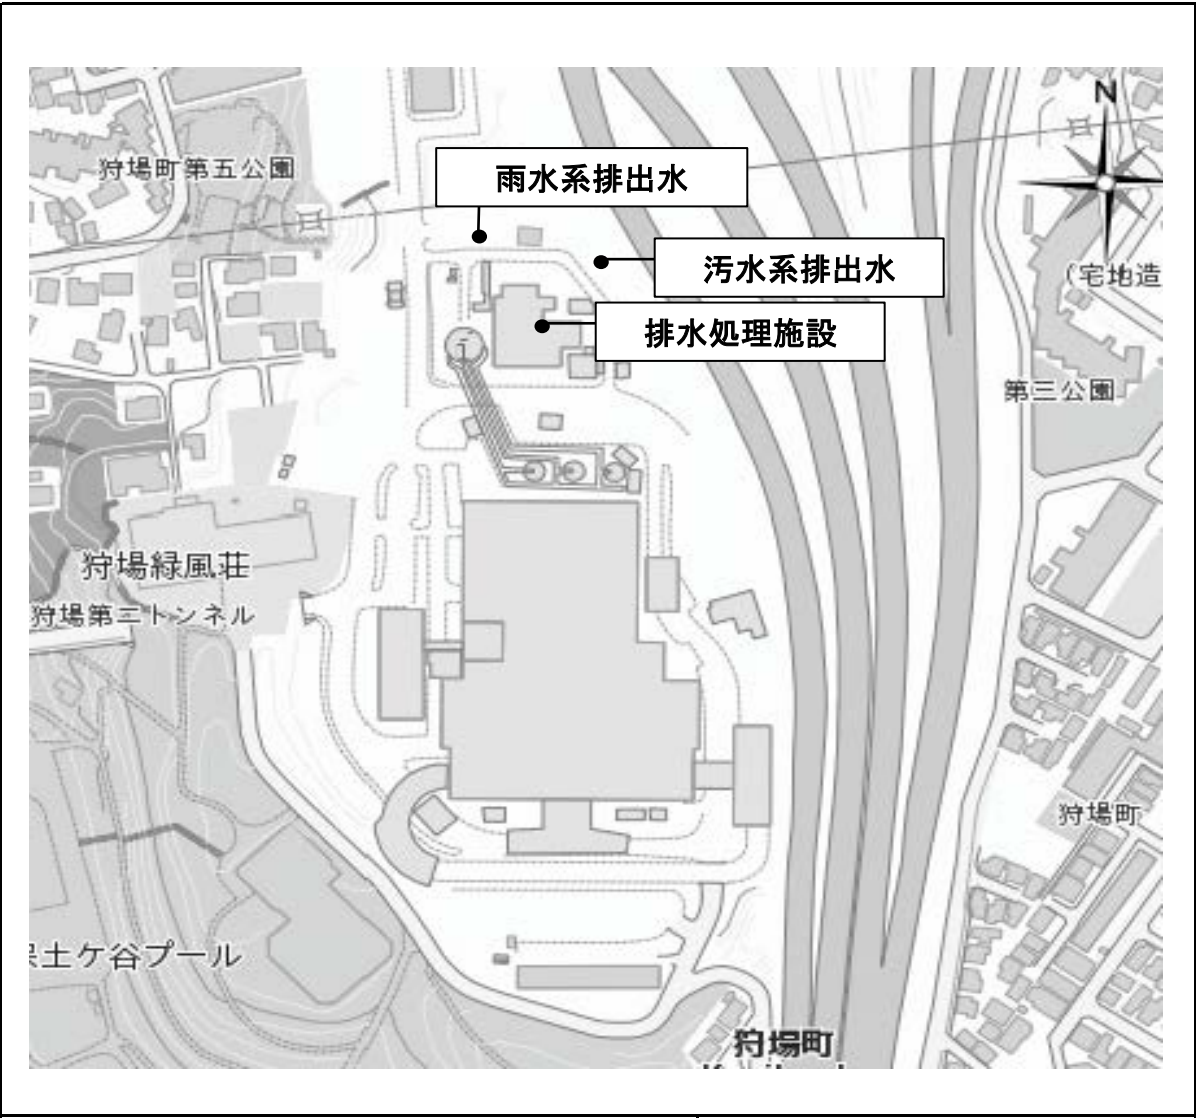 N
狩場町第五公園
雨水系排出水
汚水系排出水
(宅地造
排水処理施設
第三公園
狩場緑風荘
狩場第二トンネル
狩場町
土ケ谷プール
狩場町